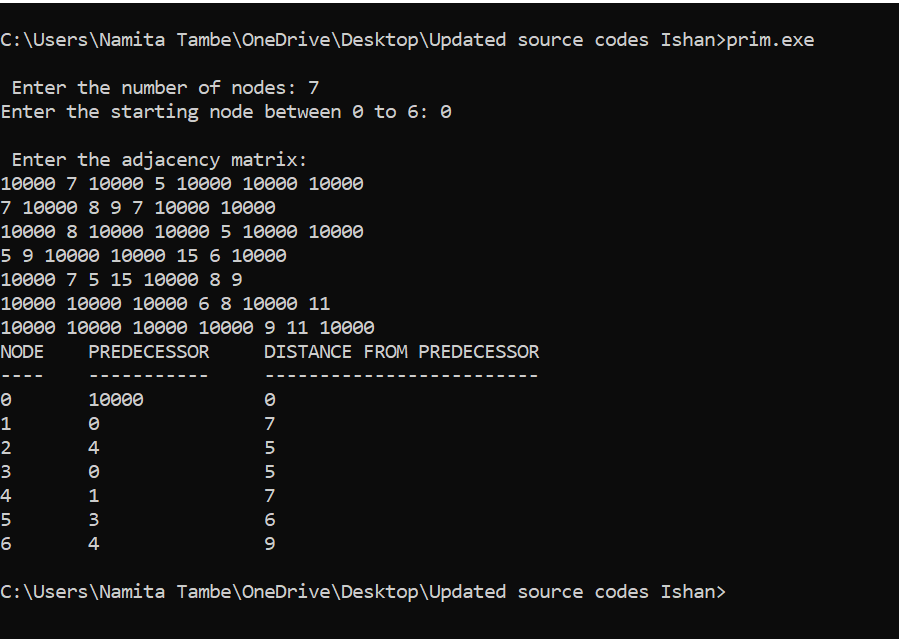 C:\Users\Namita Tambe\OneDrive\Desktop\Updated source codes Ishan>prim.exe
Enter the number of nodes: 7
Enter the starting node between 0 to 6: 0
Enter the adjacency matrix:
10000 7 10000 5 10000 10000 10000
7 10000 8 9 7 10000 10000
10000 8 10000 10000 5 10000 10000
5 9 10000 10000 15 6 10000
10000 7 5 15 10000 8 9
10000 10000 10000 6 8 10000 11
10000 10000 10000 10000 9 11 10000
NODE    PREDECESSOR     DISTANCE FROM PREDECESSOR
----    -----------     -------------------------
0       10000           0
1       0               7
2       4               5
3       0               5
4       1               7
5       3               6
6       4               9
C:\Users\Namita Tambe\OneDrive\Desktop\Updated source codes Ishan>